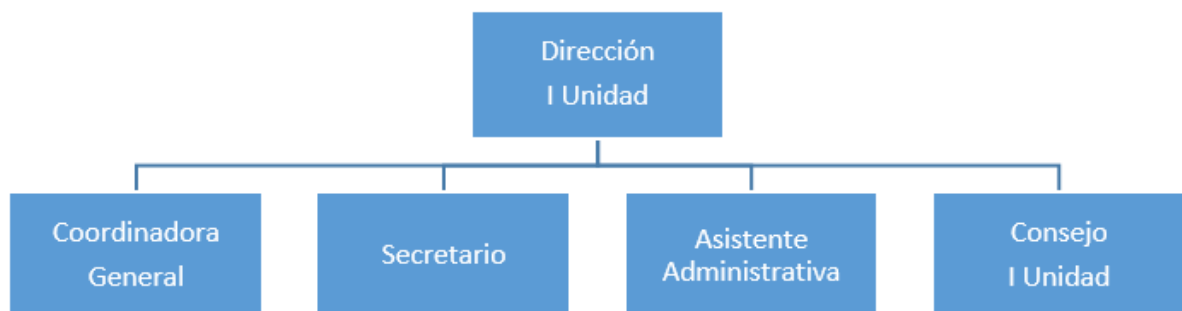 Dirección
I Unidad
Coordinadora
General
Secretario
Asistente
Administrativa
Consejo
I Unidad